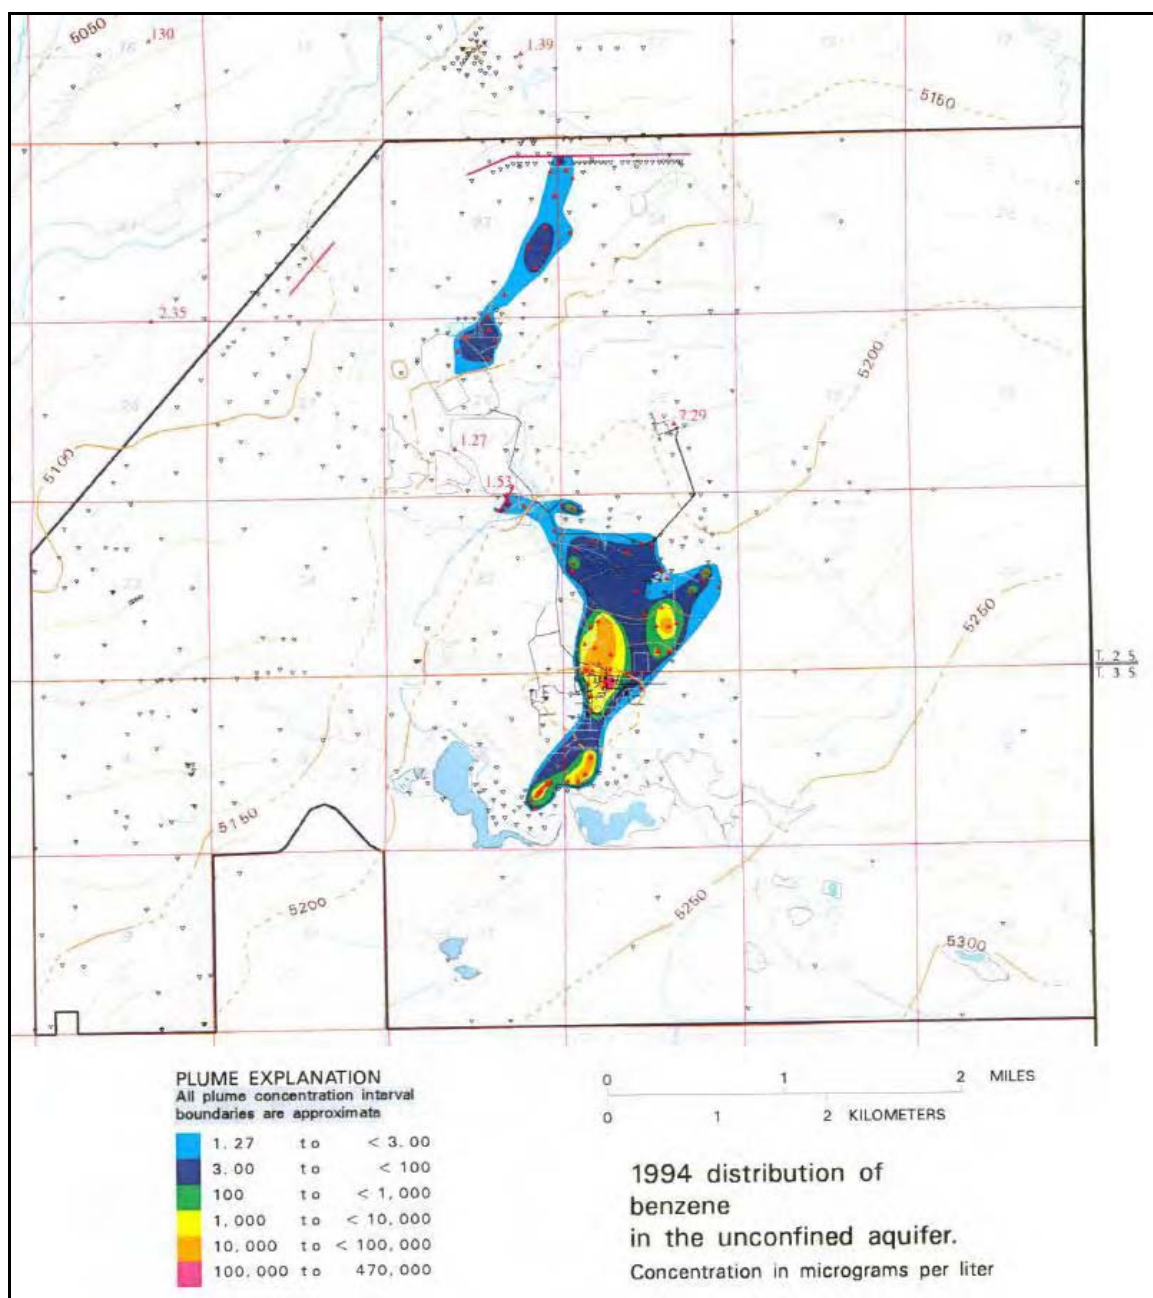 5050
130
1.39
5150
2.35
5200
5100
7.29
1.27
1.53
5250
T. 2 S.
T. 3 S.
5150
5200
5250
5300
PLUME EXPLANATION
All plume concentration interval
boundaries are approximate
1.27 to < 3.00
3.00 to < 100
100 to < 1,000
1,000 to < 10,000
10,000 to < 100,000
100,000 to 470,000
0 1 2 MILES
0 1 2 KILOMETERS
1994 distribution of
benzene
in the unconfined aquifer.
Concentration in micrograms per liter